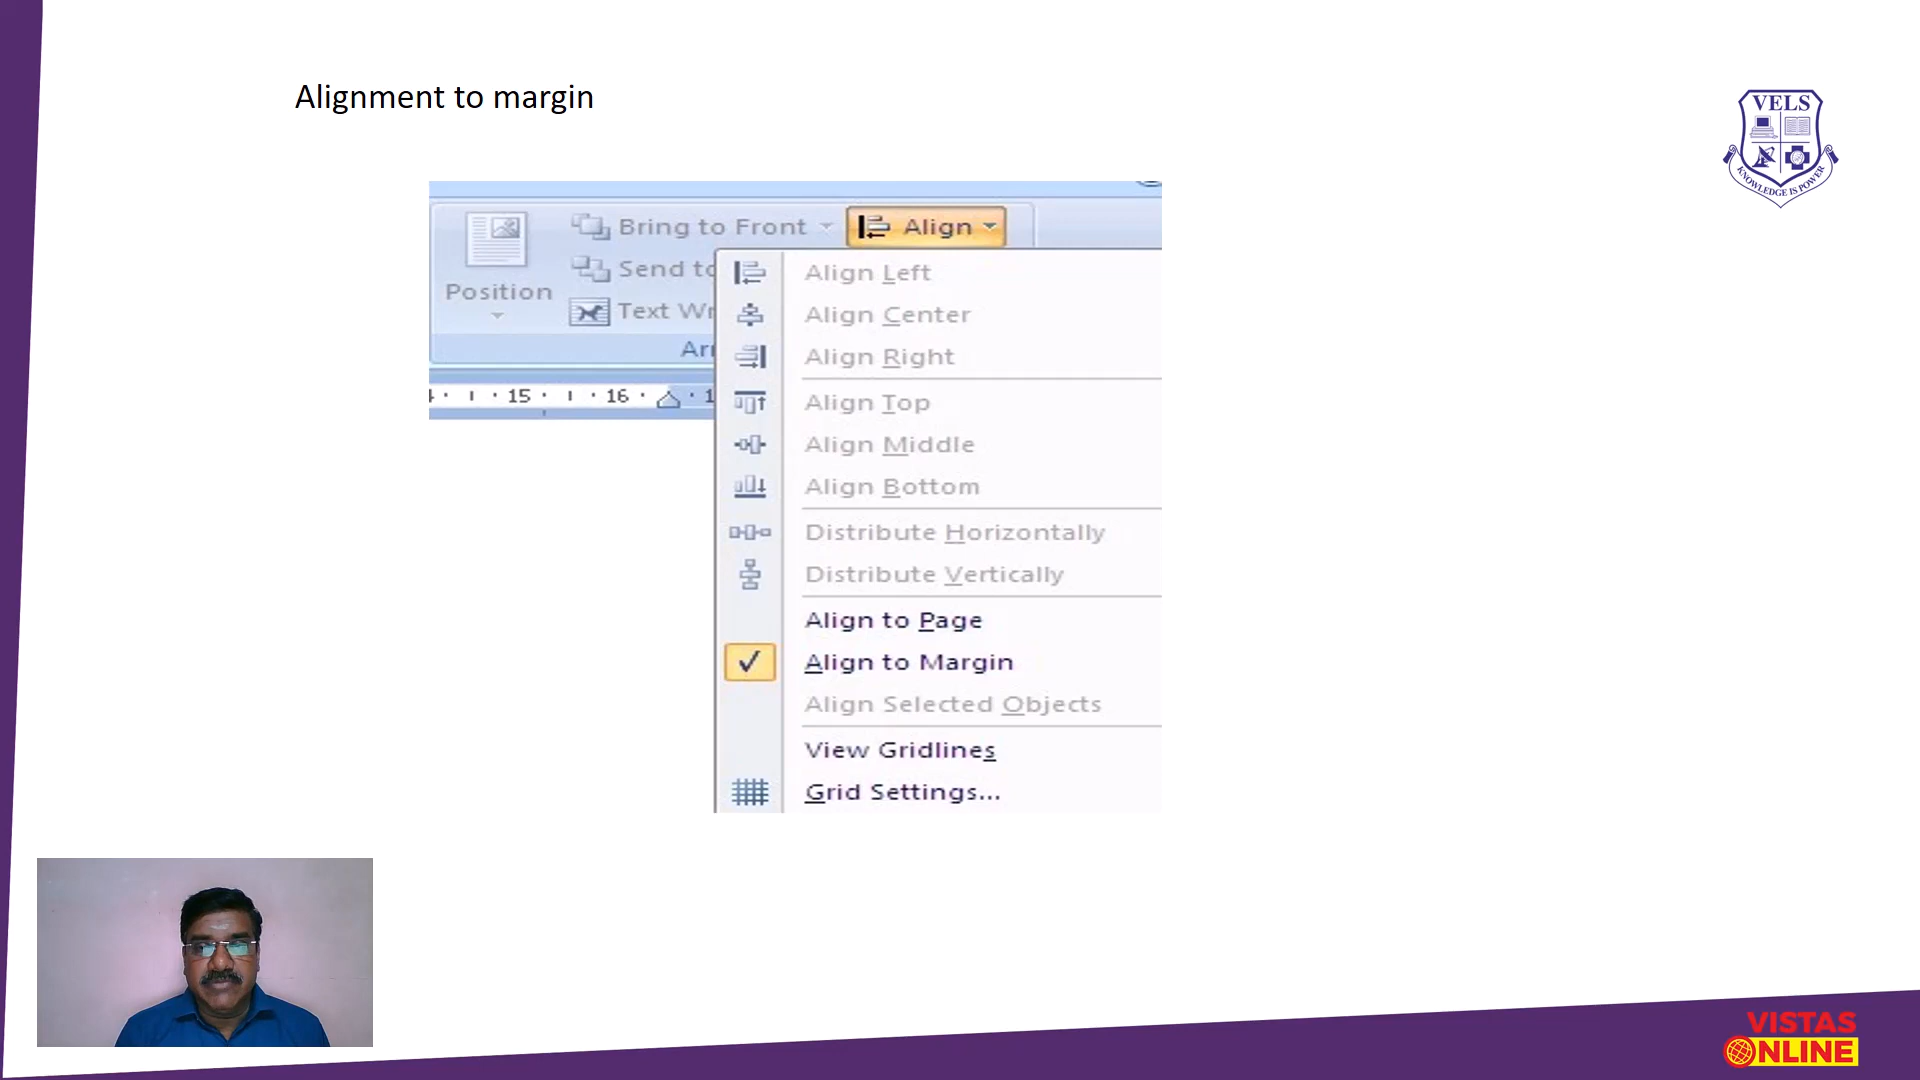 Alignment to margin
VELS
KNOWLEDGE IS POWER
Bring to Front
Align
Send to
Position
Text Wr
Arr
15 16 1
Align Left
Align Center
Align Right
Align Top
Align Middle
Align Bottom
Distribute Horizontally
Distribute Vertically
Align to Page
Align to Margin
Align Selected Objects
View Gridlines
Grid Settings...
VISTAS
ONLINE